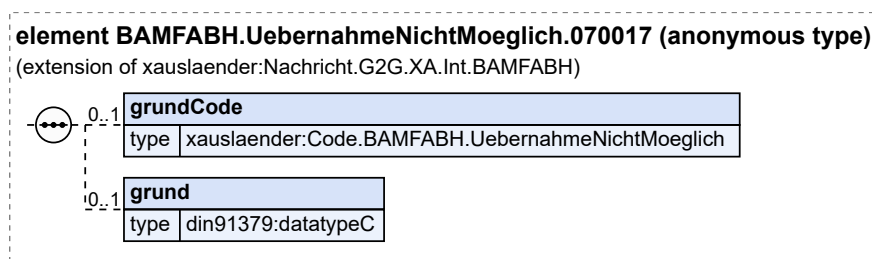 element BAMFABH.UebernahmeNichtMoeglich.070017 (anonymous type)
(extension of xauslaender:Nachricht.G2G.XA.Int.BAMFABH)
0..1 grundCode
type xauslaender:Code.BAMFABH.UebernahmeNichtMoeglich
0..1 grund
type din91379:datatypeC